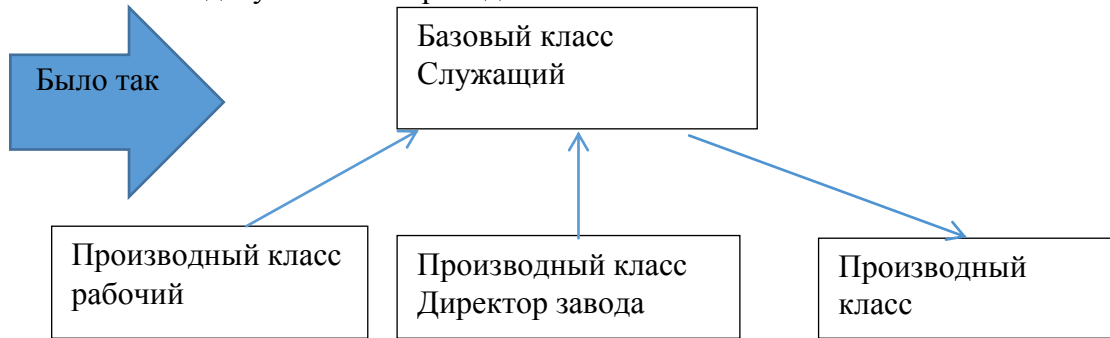 Базовый класс
Служащий
Было так
Производный класс
рабочий
Производный класс
Директор завода
Производный
класс